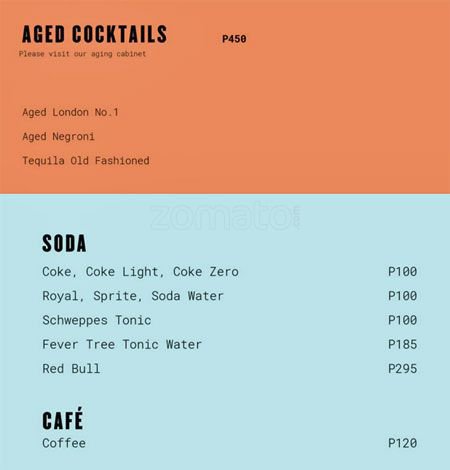 AGED COCKTAILS P450
Please visit our aging cabinet
Aged London No.1
Aged Negroni
Tequila Old Fashioned
zomato.com
SODA
Coke, Coke Light, Coke Zero P100
Royal, Sprite, Soda Water P100
Schweppes Tonic P100
Fever Tree Tonic Water P185
Red Bull P295
CAFÉ
Coffee P120